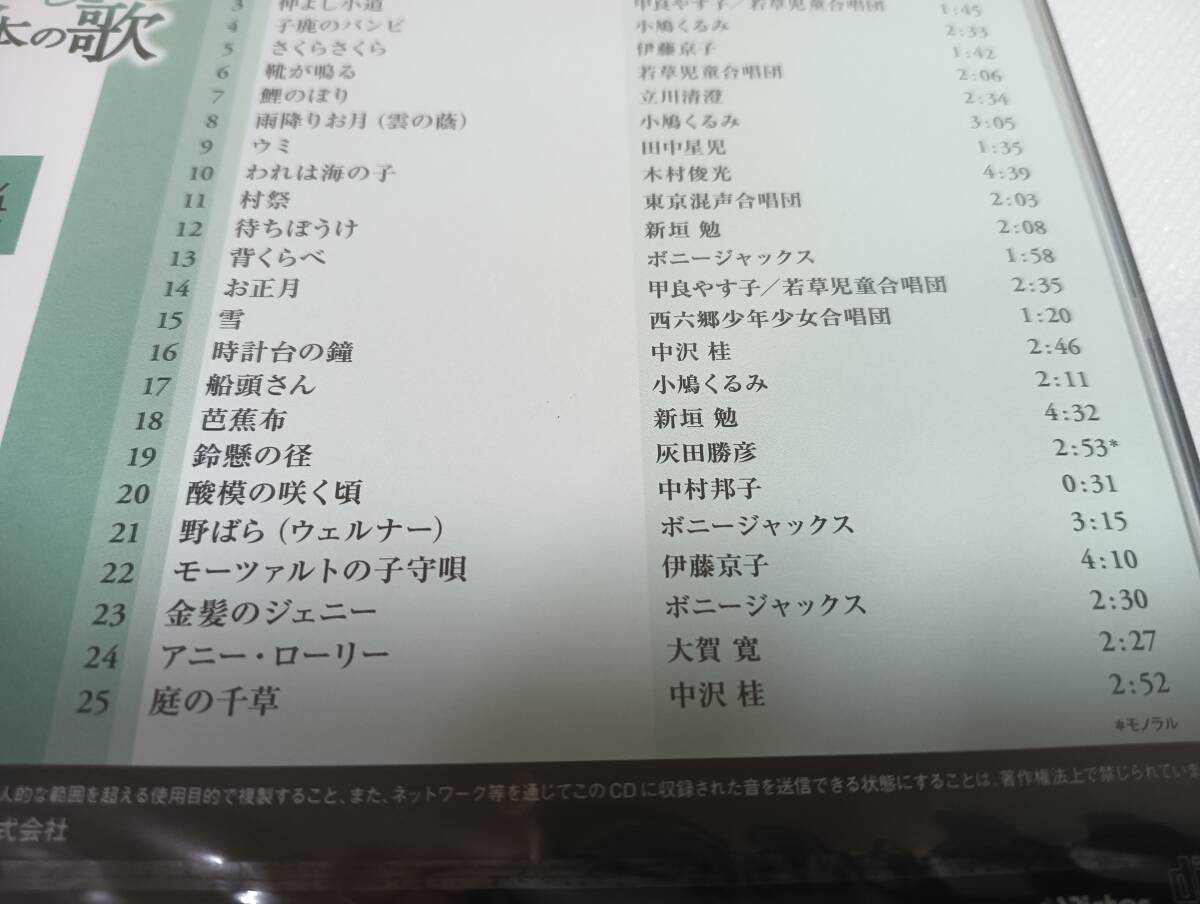 本の歌
3 仲よし小道 甲良やす子／若草児童合唱団 1:45
4 子鹿のバンビ 小鳩くるみ 2:33
5 さくらさくら 伊藤京子 1:42
6 靴が鳴る 若草児童合唱団 2:06
7 鯉のぼり 立川清澄 2:34
8 雨降りお月（雲の蔭） 小鳩くるみ 3:05
9 ウミ 田中星児 1:35
10 われは海の子 木村俊光 4:39
11 村祭 東京混声合唱団 2:03
12 待ちぼうけ 新垣 勉 2:08
13 背くらべ ボニージャックス 1:58
14 お正月 甲良やす子／若草児童合唱団 2:35
15 雪 西六郷少年少女合唱団 1:20
16 時計台の鐘 中沢 桂 2:46
17 船頭さん 小鳩くるみ 2:11
18 芭蕉布 新垣 勉 4:32
19 鈴懸の径 灰田勝彦 2:53*
20 酸模の咲く頃 中村邦子 0:31
21 野ばら（ウェルナー） ボニージャックス 3:15
22 モーツァルトの子守唄 伊藤京子 4:10
23 金髪のジェニー ボニージャックス 2:30
24 アニー・ローリー 大賀 寛 2:27
25 庭の千草 中沢 桂 2:52
*モノラル
人的な範囲を超える使用目的で複製すること、また、ネットワーク等を通じてこのCDに収録された音を送信できる状態にすることは、著作権法上で禁じられていま
式会社